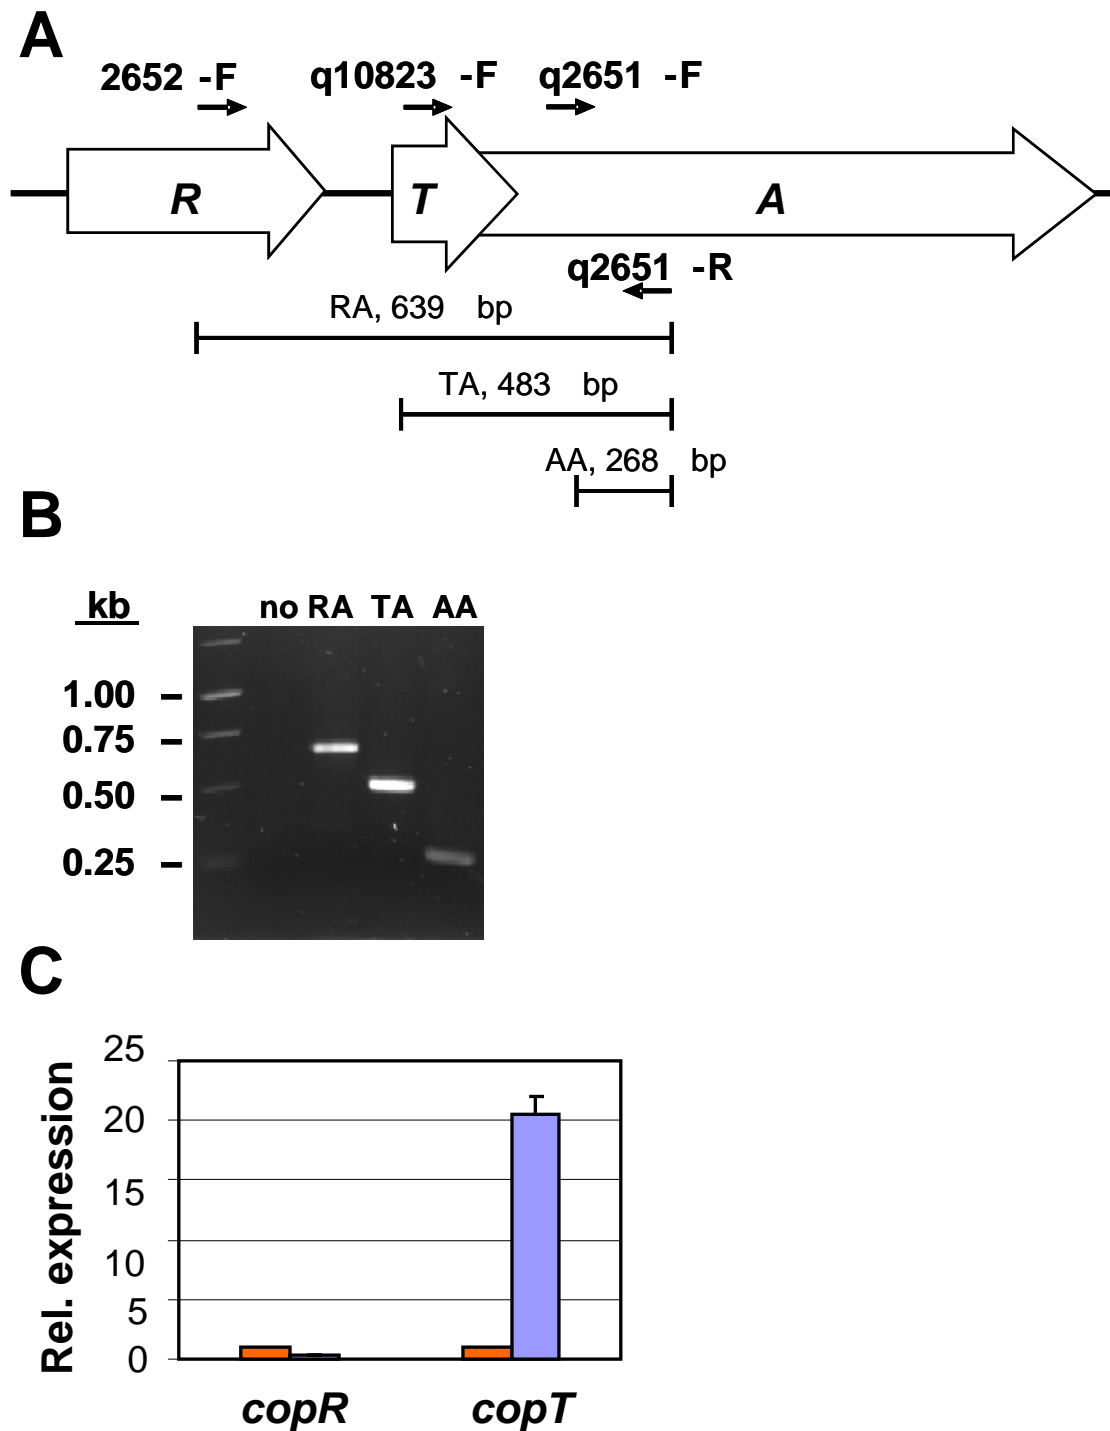 A
2652 -F q10823 -F q2651 -F
R T A
q2651 -R
RA, 639 bp
TA, 483 bp
AA, 268 bp
B
kb no RA TA AA
1.00
0.75
0.50
0.25
C
Rel. expression
25
20
15
10
5
0
copR copT